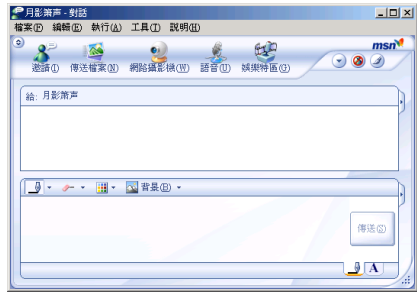 月影簫声 - 對話
檔案(F) 編輯(E) 執行(A) 工具(T) 說明(H)
msn
邀請(I) 傳送檔案(N) 網路攝影機(W) 語音(U) 娛樂特區(G)
給: 月影簫声
背景(B)
傳送(S)
A